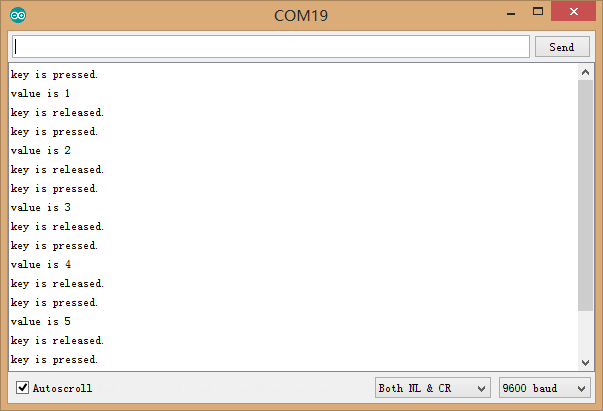 COM19
Send
key is pressed.
value is 1
key is released.
key is pressed.
value is 2
key is released.
key is pressed.
value is 3
key is released.
key is pressed.
value is 4
key is released.
key is pressed.
value is 5
key is released.
key is pressed.
Autoscroll
Both NL & CR
9600 baud